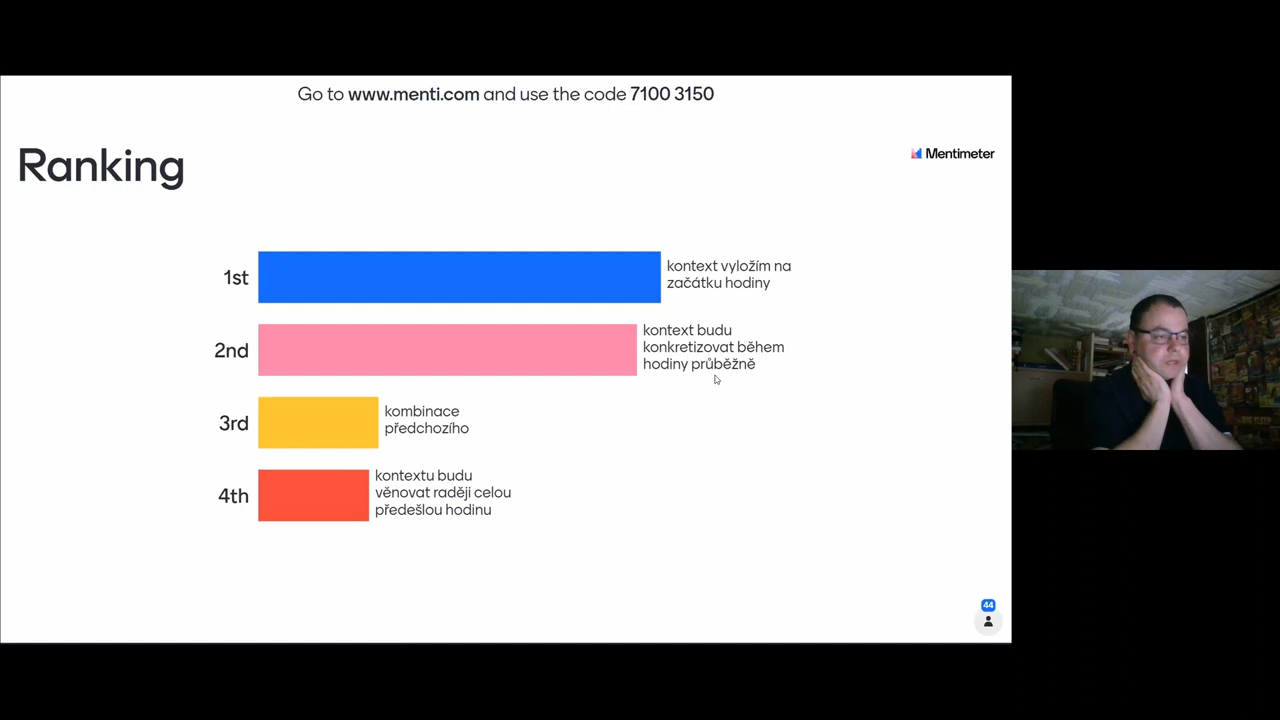 Go to www.menti.com and use the code 7100 3150
Ranking
Mentimeter
1st
kontext vyložím na
začátku hodiny
2nd
kontext budu
konkretizovat během
hodiny průběžně
3rd
kombinace
předchozího
4th
kontextu budu
věnovat raději celou
předešlou hodinu
44